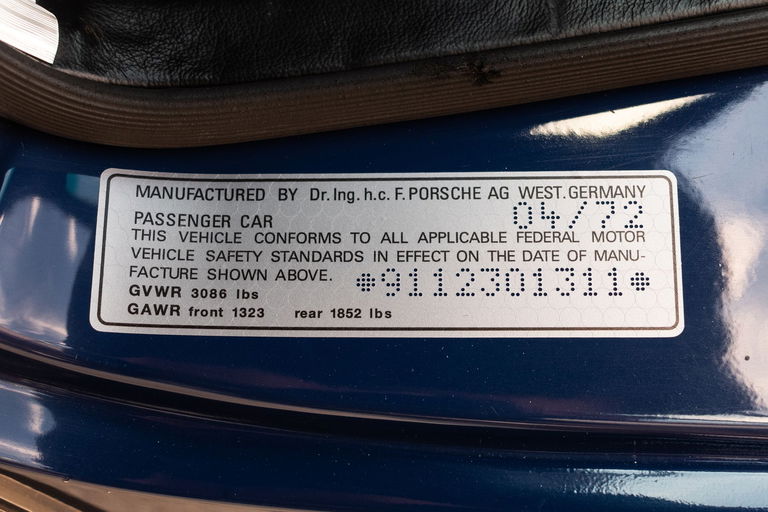 MANUFACTURED BY Dr.Ing.h.c.F.PORSCHE AG WEST.GERMANY
PASSENGER CAR 04/72
THIS VEHICLE CONFORMS TO ALL APPLICABLE FEDERAL MOTOR
VEHICLE SAFETY STANDARDS IN EFFECT ON THE DATE OF MANU-
FACTURE SHOWN ABOVE. *9112301311*
GVWR 3086 lbs
GAWR front 1323 rear 1852 lbs